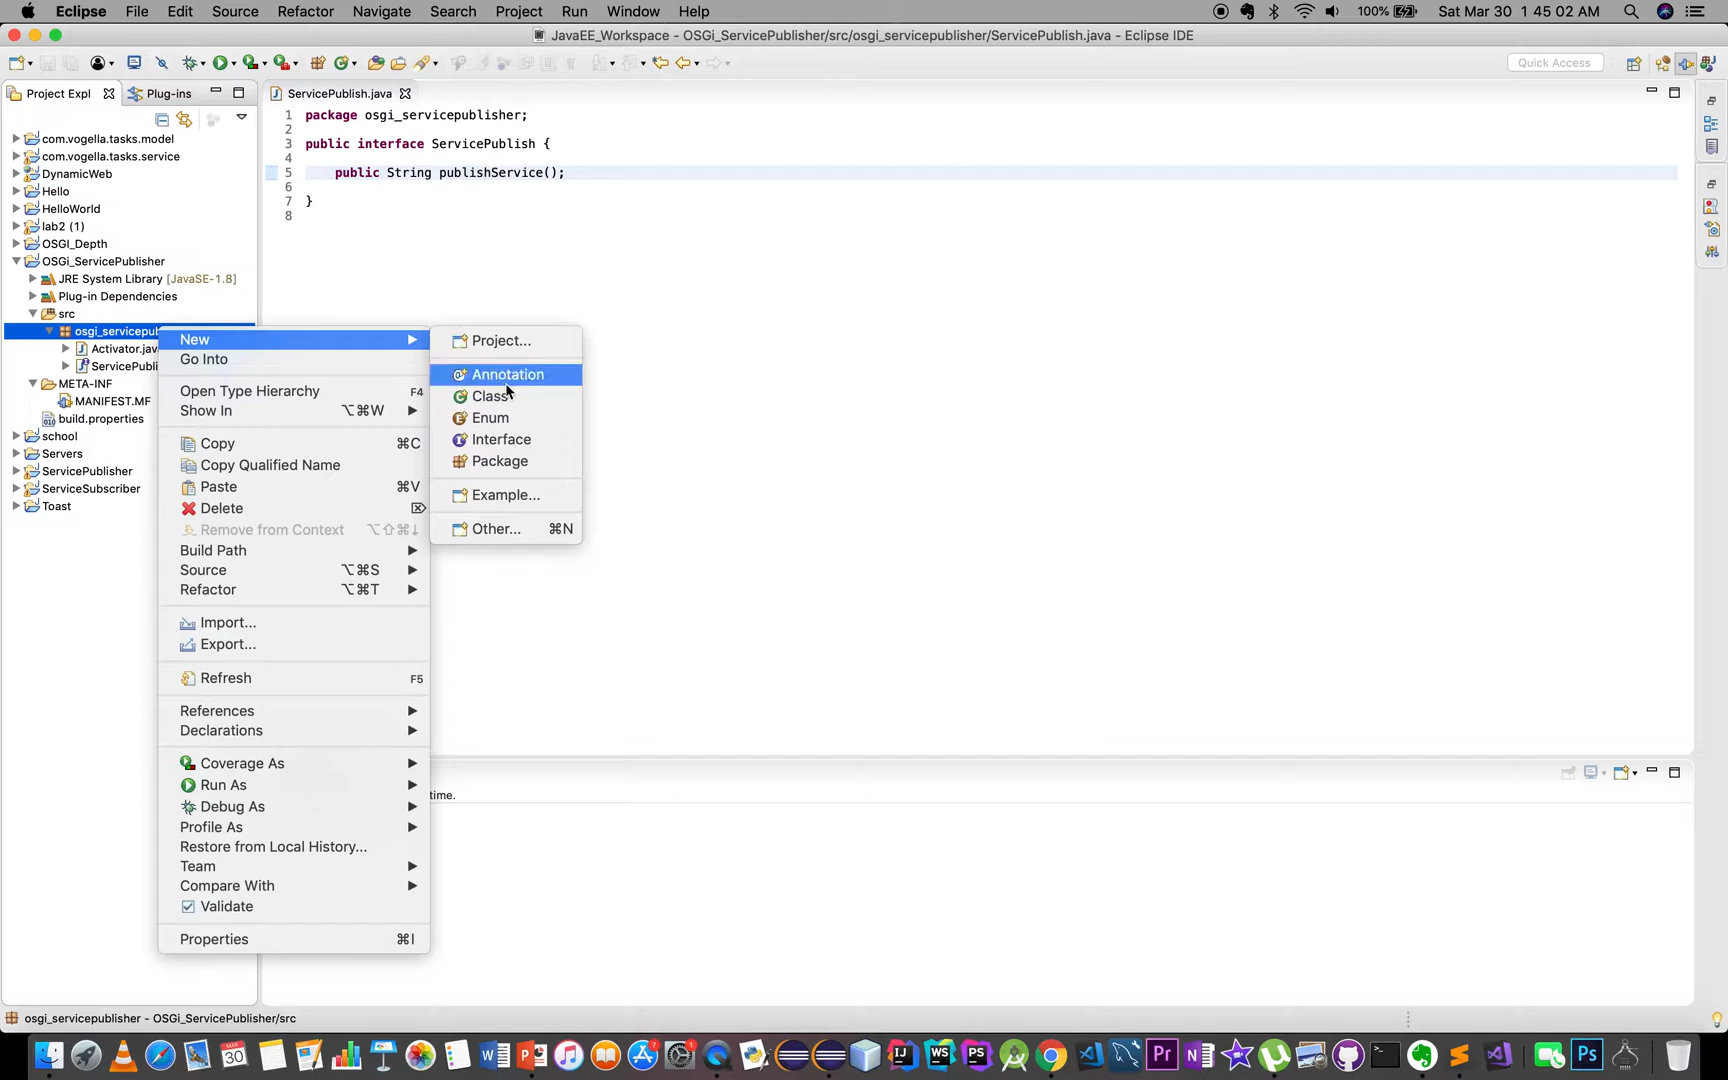 Eclipse File Edit Source Refactor Navigate Search Project Run Window Help 100% Sat Mar 30 1:45:02 AM
JavaEE_Workspace - OSGi_ServicePublisher/src/osgi_servicepublisher/ServicePublish.java - Eclipse IDE
Quick Access
Project Expl Plug-ins ServicePublish.java
1 package osgi_servicepublisher;
2
3 public interface ServicePublish {
4
5 public String publishService();
6
7 }
8
com.vogella.tasks.model
com.vogella.tasks.service
DynamicWeb
Hello
HelloWorld
lab2 (1)
OSGI_Depth
OSGi_ServicePublisher
JRE System Library [JavaSE-1.8]
Plug-in Dependencies
src
osgi_servicepub
Activator.jav
ServicePubli
META-INF
MANIFEST.MF
build.properties
school
Servers
ServicePublisher
ServiceSubscriber
Toast
New
Go Into
Open Type Hierarchy F4
Show In ⌥⌘W
Copy ⌘C
Copy Qualified Name
Paste ⌘V
Delete ⌦
Remove from Context ⌥⇧⌘↓
Build Path
Source ⌥⌘S
Refactor ⌥⌘T
Import...
Export...
Refresh F5
References
Declarations
Coverage As
Run As
Debug As
Profile As
Restore from Local History...
Team
Compare With
Validate
Properties ⌘I
Project...
Annotation
Class
Enum
Interface
Package
Example...
Other... ⌘N
time.
osgi_servicepublisher - OSGi_ServicePublisher/src